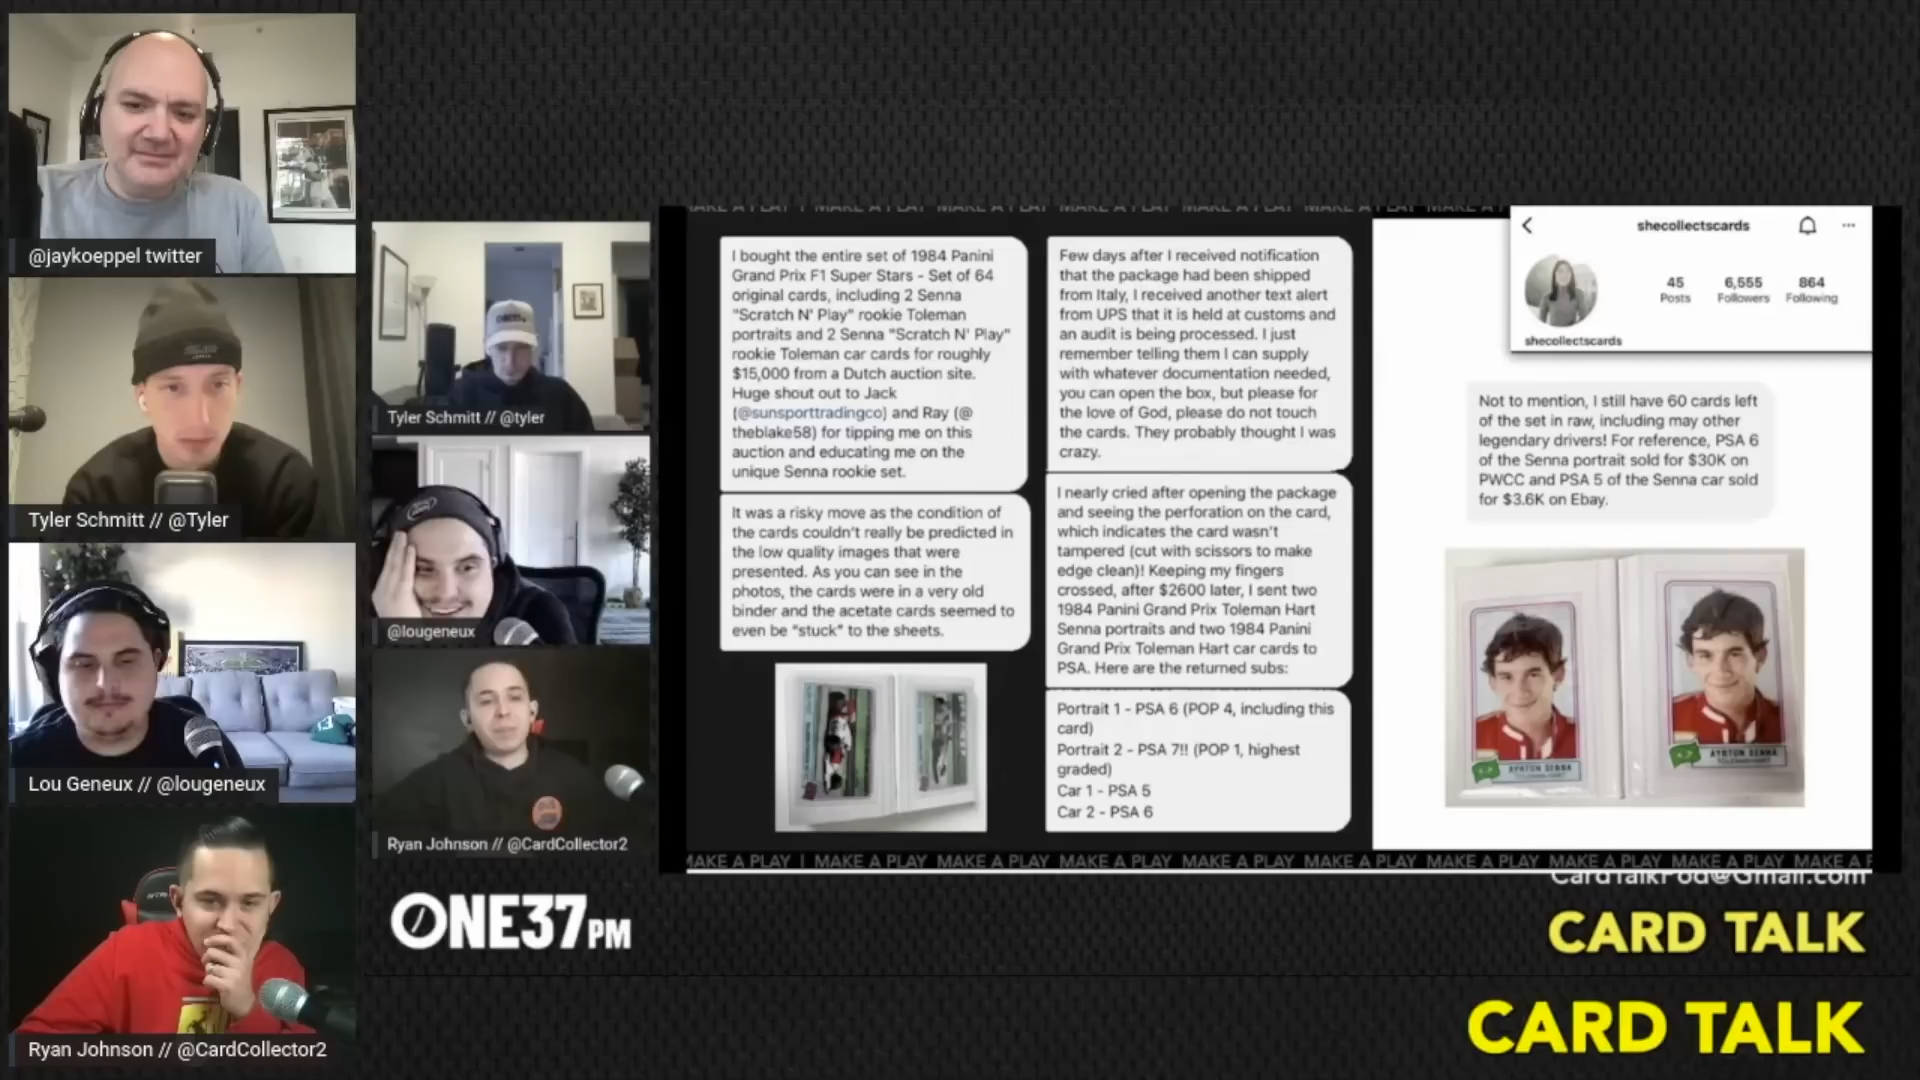 @jaykoeppel twitter
Tyler Schmitt // @Tyler
Lou Geneux // @lougeneux
Ryan Johnson // @CardCollector2
Tyler Schmitt // @tyler
@lougeneux
Ryan Johnson // @CardCollector2
ONE37PM
MAKE A PLAY | MAKE A PLAY MAKE A PLAY MAKE A PLAY MAKE A PLAY MAKE A PLAY
I bought the entire set of 1984 Panini
Grand Prix F1 Super Stars - Set of 64
original cards, including 2 Senna
"Scratch N' Play" rookie Toleman
portraits and 2 Senna "Scratch N' Play"
rookie Toleman car cards for roughly
$15,000 from a Dutch auction site.
Huge shout out to Jack
(@sunsporttradingco) and Ray (@
theblake58) for tipping me on this
auction and educating me on the
unique Senna rookie set.
It was a risky move as the condition of
the cards couldn't really be predicted in
the low quality images that were
presented. As you can see in the
photos, the cards were in a very old
binder and the acetate cards seemed to
even be "stuck" to the sheets.
Few days after I received notification
that the package had been shipped
from Italy, I received another text alert
from UPS that it is held at customs and
an audit is being processed. I just
remember telling them I can supply
with whatever documentation needed,
you can open the box, but please for
the love of God, please do not touch
the cards. They probably thought I was
crazy.
I nearly cried after opening the package
and seeing the perforation on the card,
which indicates the card wasn't
tampered (cut with scissors to make
edge clean)! Keeping my fingers
crossed, after $2600 later, I sent two
1984 Panini Grand Prix Toleman Hart
Senna portraits and two 1984 Panini
Grand Prix Toleman Hart car cards to
PSA. Here are the returned subs:
Portrait 1 - PSA 6 (POP 4, including this
card)
Portrait 2 - PSA 7!! (POP 1, highest
graded)
Car 1 - PSA 5
Car 2 - PSA 6
shecollectscards
45 6,555 864
Posts Followers Following
shecollectscards
Not to mention, I still have 60 cards left
of the set in raw, including may other
legendary drivers! For reference, PSA 6
of the Senna portrait sold for $30K on
PWCC and PSA 5 of the Senna car sold
for $3.6K on Ebay.
AYRTON SENNA
AYRTON SENNA
MAKE A PLAY | MAKE A PLAY MAKE A PLAY MAKE A PLAY MAKE A PLAY MAKE A PLAY MAKE A PLAY MAKE A PLAY MAKE A PLAY MAKE A P
CardTalkPod@Gmail.com
CARD TALK
CARD TALK